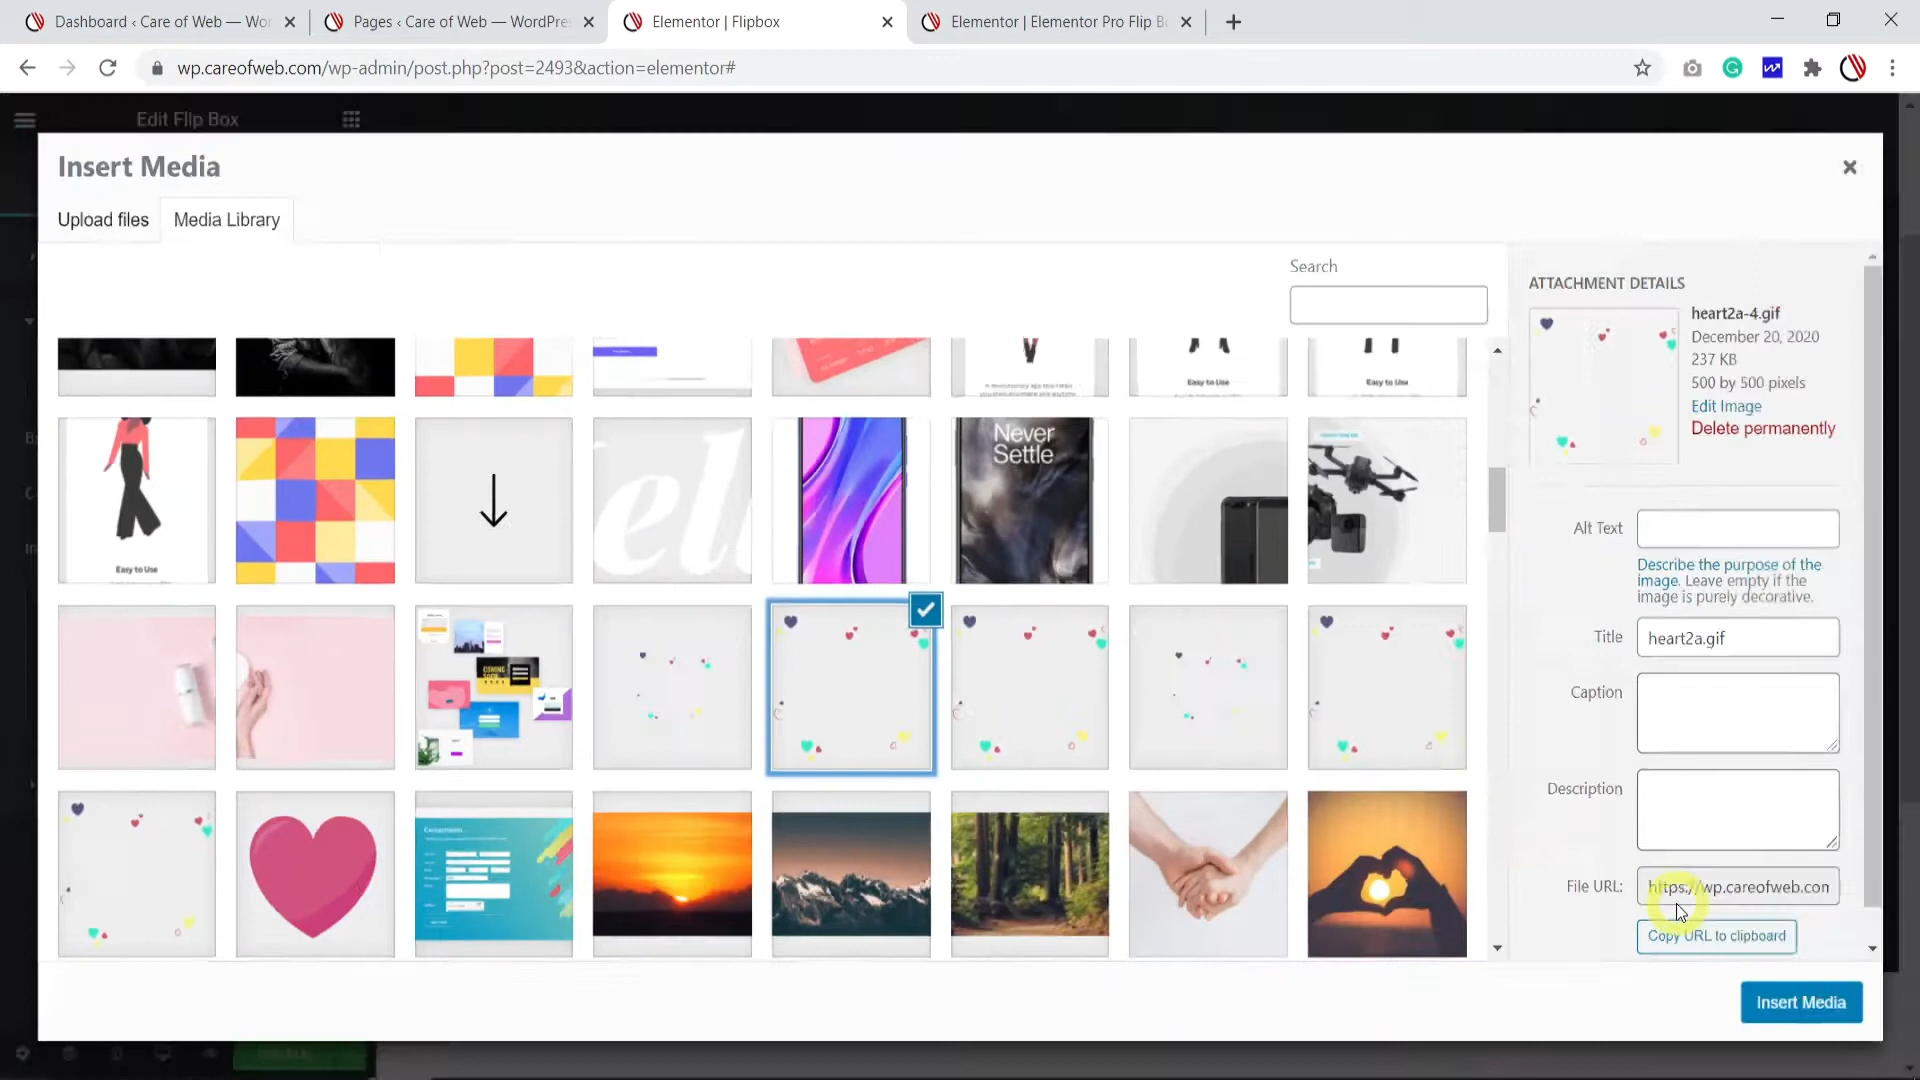 Dashboard ‹ Care of Web — Wor
Pages ‹ Care of Web — WordPres
Elementor | Flipbox
Elementor | Elementor Pro Flip Bo
wp.careofweb.com/wp-admin/post.php?post=2493&action=elementor#
Edit Flip Box
Insert Media
Upload files
Media Library
Search
Easy to Use
Easy to Use
Easy to Use
Never
Settle
COMING
SOON
ATTACHMENT DETAILS
heart2a-4.gif
December 20, 2020
237 KB
500 by 500 pixels
Edit Image
Delete permanently
Alt Text
Describe the purpose of the
image. Leave empty if the
image is purely decorative.
Title
heart2a.gif
Caption
Description
File URL:
https://wp.careofweb.com
Copy URL to clipboard
Insert Media